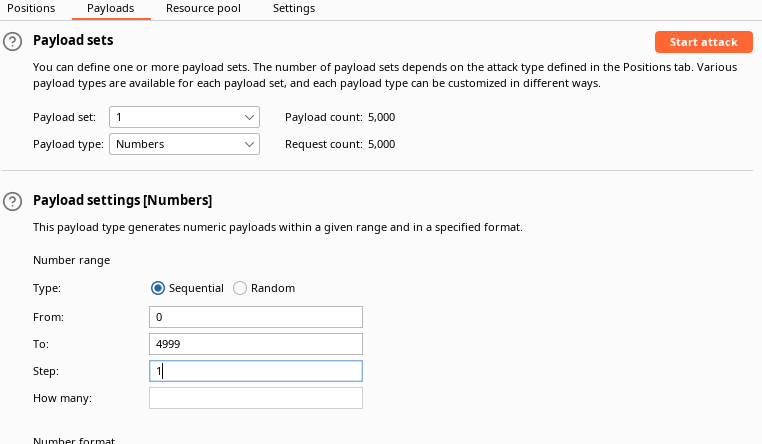 Positions Payloads Resource pool Settings
? Payload sets Start attack
You can define one or more payload sets. The number of payload sets depends on the attack type defined in the Positions tab. Various
payload types are available for each payload set, and each payload type can be customized in different ways.
Payload set: 1 Payload count: 5,000
Payload type: Numbers Request count: 5,000
? Payload settings [Numbers]
This payload type generates numeric payloads within a given range and in a specified format.
Number range
Type: Sequential Random
From: 0
To: 4999
Step: 1
How many:
Number format